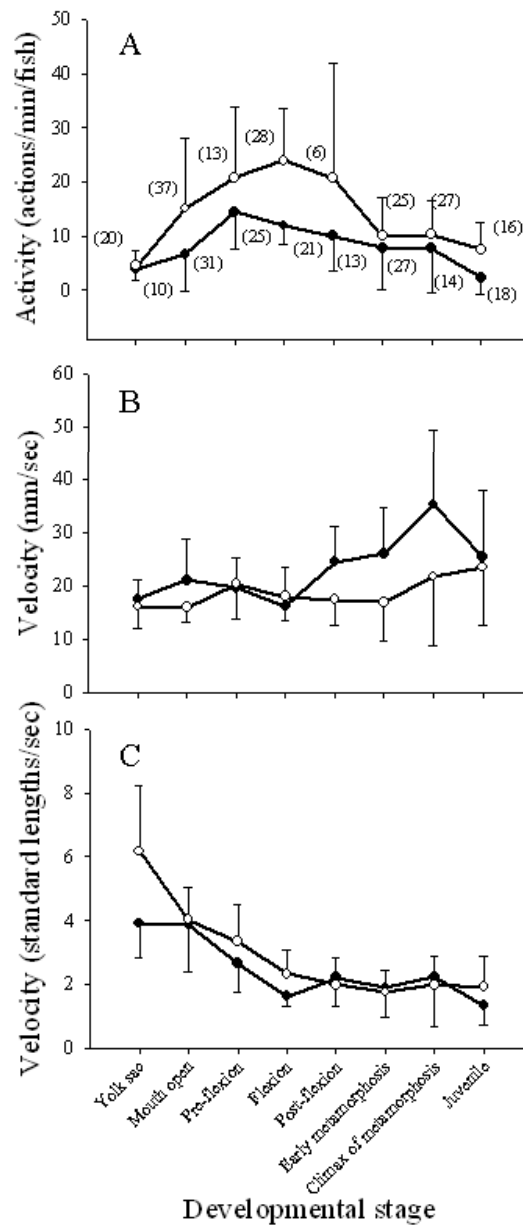 A
Activity (actions/min/fish)
50
40
30
20
10
0
(20)
(37)
(13)
(28)
(6)
(25)
(27)
(16)
(10)
(31)
(25)
(21)
(13)
(27)
(14)
(18)
B
Velocity (mm/sec)
60
50
40
30
20
10
0
C
Velocity (standard lengths/sec)
10
8
6
4
2
0
Yolk sac
Mouth open
Pre-flexion
Flexion
Post-flexion
Early metamorphosis
Climax of metamorphosis
Juvenile
Developmental stage